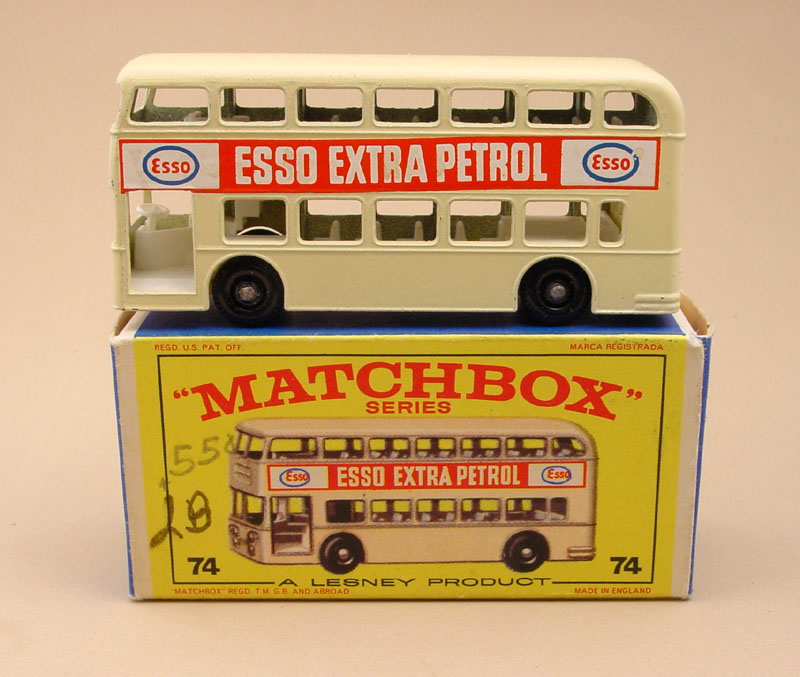 Esso ESSO EXTRA PETROL Esso
REGD. U.S. PAT. OFF. MARCA REGISTRADA
"MATCHBOX"
SERIES
.55
Esso ESSO EXTRA PETROL Esso
74 74
A LESNEY PRODUCT
"MATCHBOX" REGD. T.M. G.B. AND ABROAD MADE IN ENGLAND